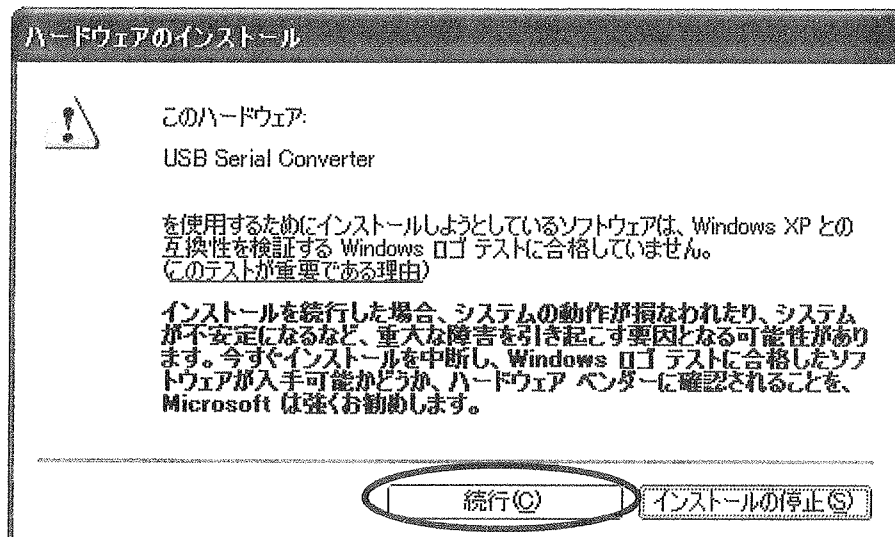 ハードウェアのインストール
このハードウェア:
USB Serial Converter
を使用するためにインストールしようとしているソフトウェアは、Windows XP との
互換性を検証する Windows ロゴ テストに合格していません。
(このテストが重要である理由)
インストールを続行した場合、システムの動作が損なわれたり、システム
が不安定になるなど、重大な障害を引き起こす要因となる可能性があり
ます。今すぐインストールを中断し、Windows ロゴ テストに合格したソフ
トウェアが入手可能かどうか、ハードウェア ベンダーに確認されることを、
Microsoft は強くお勧めします。
続行(C) インストールの停止(S)